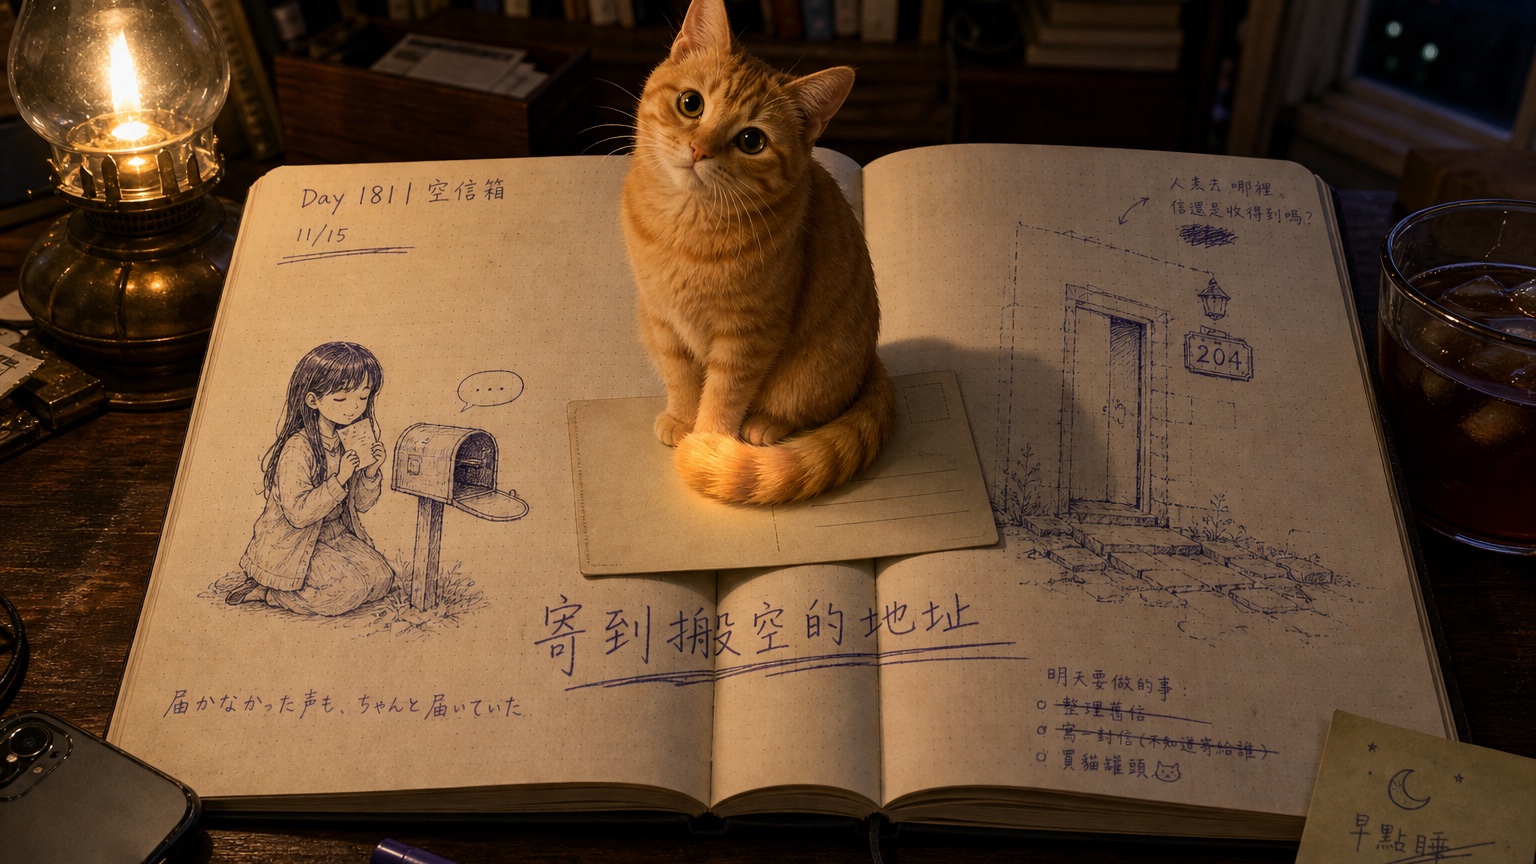 Day 181 | 空信箱
11/15
人去 哪裡、
信還是收得到嗎?
204
...
寄到搬空的地址
届かなかった声も、ちゃんと届いていた
明天要做的事:
整理舊信
寫一封信(不知道寄給誰)
買貓罐頭
早點睡